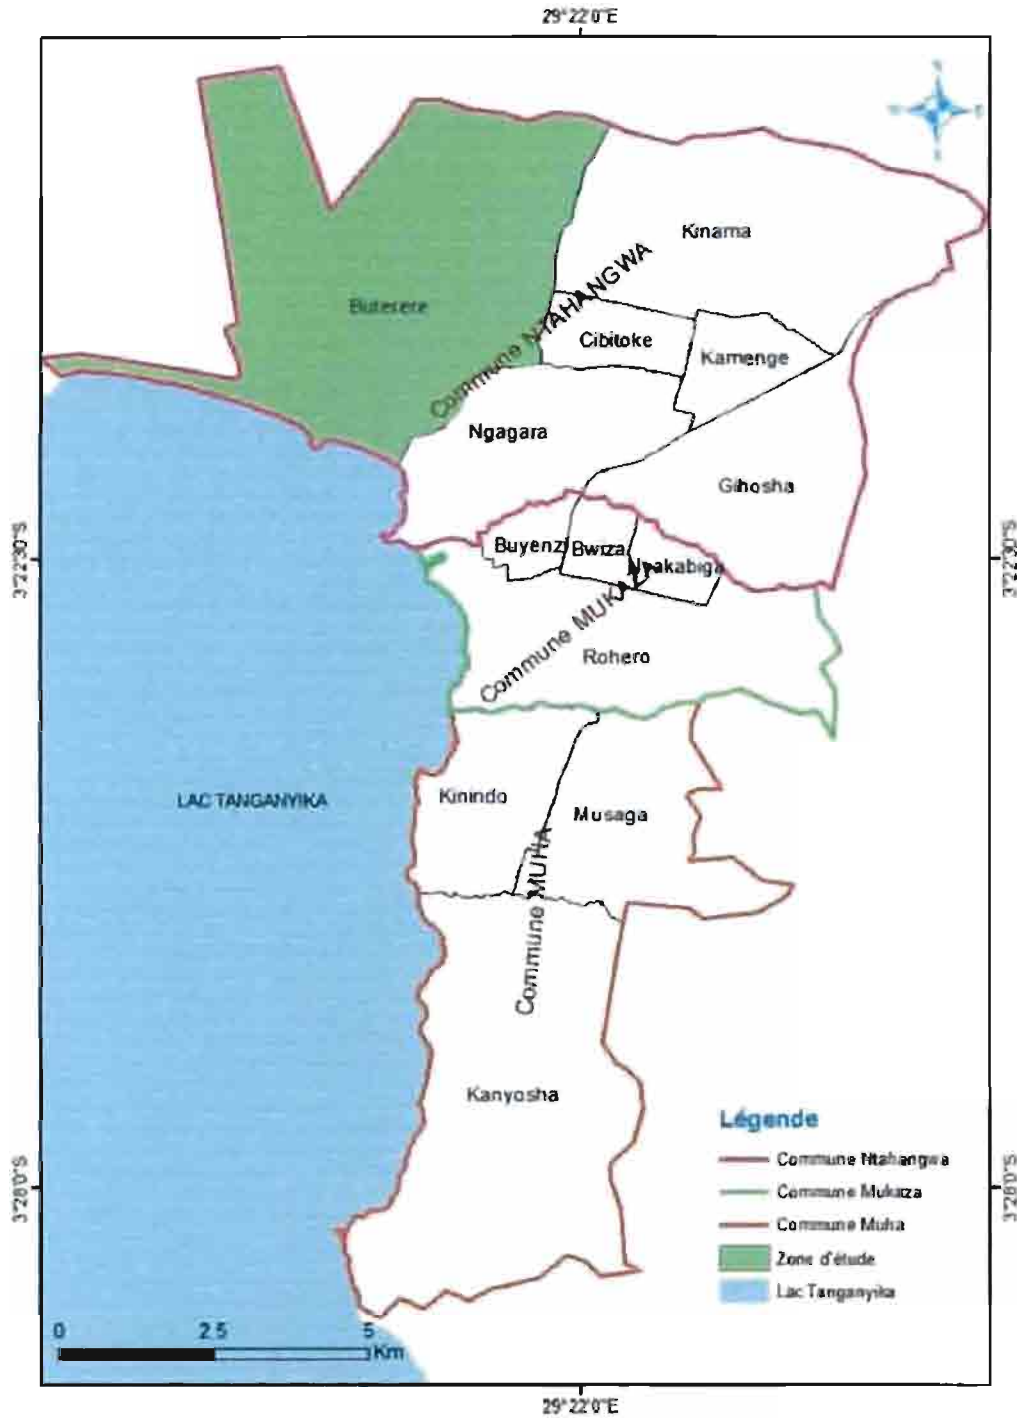 29°22'0"E
Kinama
Commune NTAHANGWA
Buterere
Cibitoke
Kamenge
Ngagara
Gihosha
3°22'30"S
3°22'30"S
Buyenzi
Bwiza
Nyakabiga
Commune MUKAZA
Rohero
LAC TANGANYIKA
Kinindo
Musaga
Commune MUHA
Kanyosha
Légende
Commune Ntahangwa
Commune Mukaza
Commune Muha
Zone d'étude
Lac Tanganyika
3°28'0"S
3°28'0"S
0 2.5 5
Km
29°22'0"E